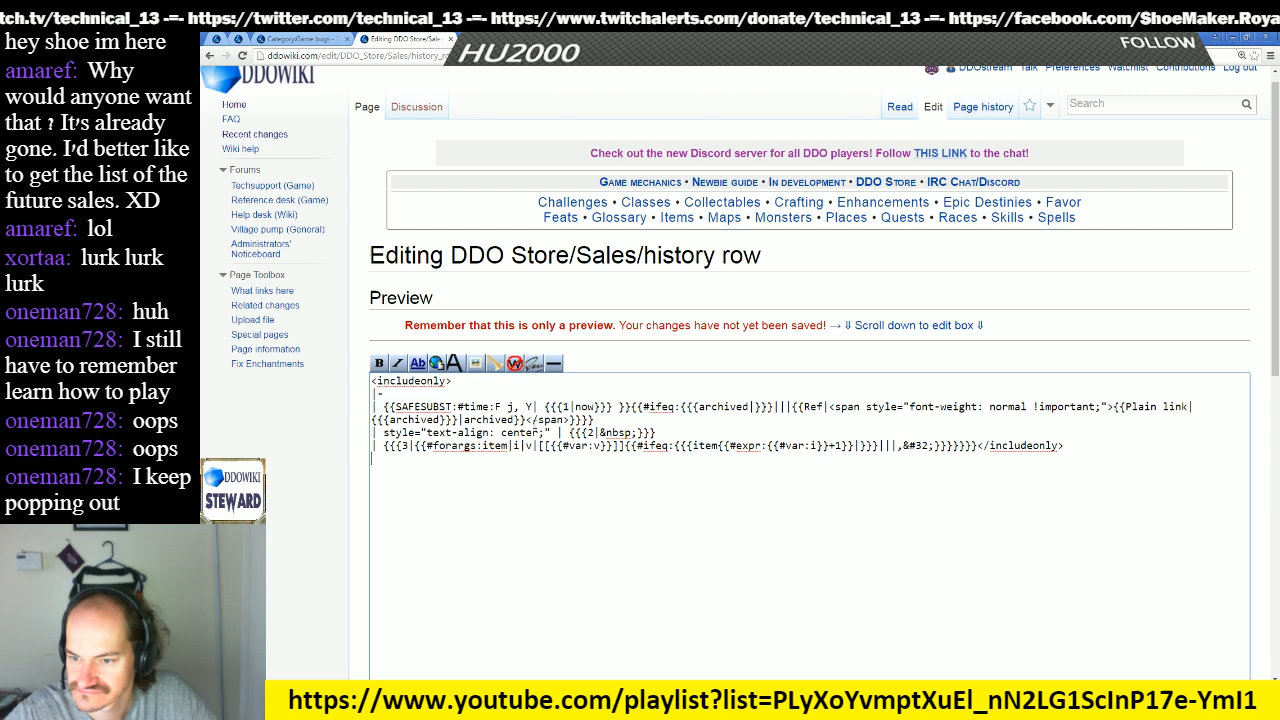 tch.tv/technical_13 -=- https://twitter.com/technical_13 -=- https://www.twitchalerts.com/donate/technical_13 -=- https://facebook.com/ShoeMaker.Roya
hey shoe im here
amaref: Why
would anyone want
that ? It's already
gone. I'd better like
to get the list of the
future sales. XD
amaref: lol
xortaa: lurk lurk
lurk
oneman728: huh
oneman728: I still
have to remember
learn how to play
oneman728: oops
oneman728: oops
oneman728: I keep
popping out
Category:Game bugs -
Editing DDO Store/Sale
ddowiki.com/edit/DDO_Store/Sales/history_r
HU2000
FOLLOW
DDOWIKI
DDOstream Talk Preferences Watchlist Contributions Log out
Home
FAQ
Recent changes
Wiki help
Forums
Techsupport (Game)
Reference desk (Game)
Help desk (Wiki)
Village pump (General)
Administrators'
Noticeboard
Page Toolbox
What links here
Related changes
Upload file
Special pages
Page information
Fix Enchantments
DDOWIKI
STEWARD
Page Discussion Read Edit Page history Search
Check out the new Discord server for all DDO players! Follow THIS LINK to the chat!
Game mechanics • Newbie guide • In development • DDO Store • IRC Chat/Discord
Challenges • Classes • Collectables • Crafting • Enhancements • Epic Destinies • Favor
Feats • Glossary • Items • Maps • Monsters • Places • Quests • Races • Skills • Spells
Editing DDO Store/Sales/history row
Preview
Remember that this is only a preview. Your changes have not yet been saved! → ⇓ Scroll down to edit box ⇓
B I Ab A W
<includeonly>
|-
| {{SAFESUBST:#time:F j, Y| {{{1|now}}} }}{{#ifeq:{{{archived|}}}|||{{Ref|<span style="font-weight: normal !important;">{{Plain link|
{{{archived}}}|archived}}</span>}}}}
| style="text-align: center;" | {{{2|&nbsp;}}}
| {{{3|{{#forargs:item|i|v|[[{{#var:v}}]]{{#ifeq:{{{item{{#expr:{{#var:i}}+1}}|}}}|||,&#32;}}}}}}}</includeonly>
https://www.youtube.com/playlist?list=PLyXoYvmptXuEl_nN2LG1ScInP17e-YmI1